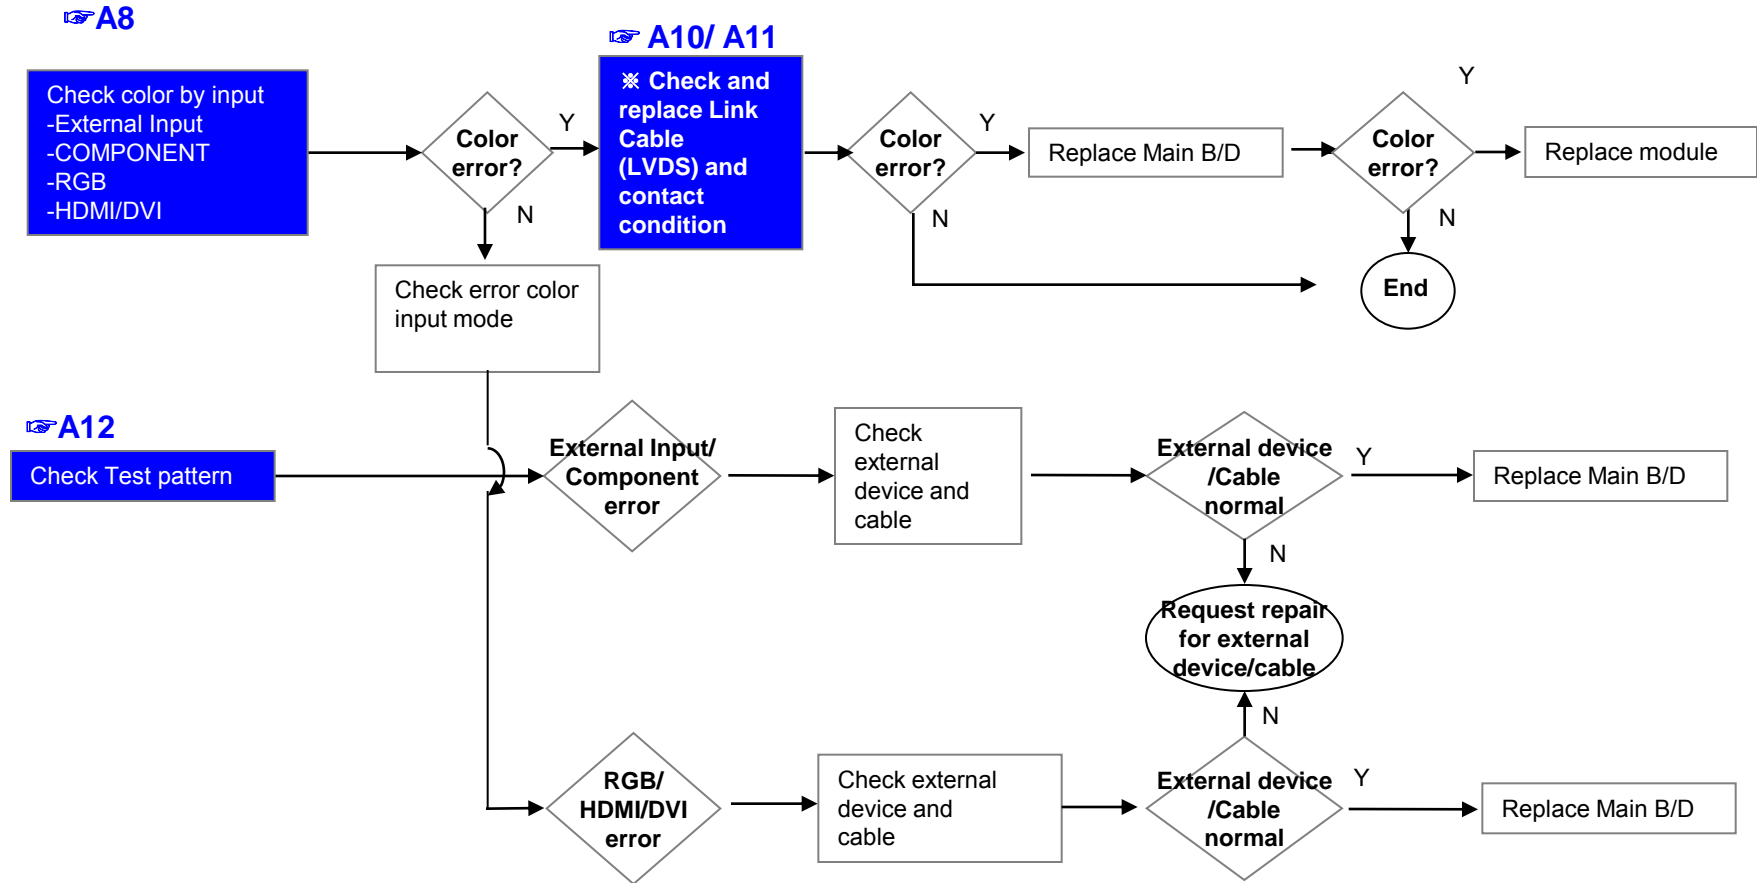 ☞A8
☞ A10/ A11
Check color by input
-External Input
-COMPONENT
-RGB
-HDMI/DVI
Color
error?
Y
N
※ Check and
replace Link
Cable
(LVDS) and
contact
condition
Color
error?
Y
N
Replace Main B/D
Color
error?
Y
N
Replace module
End
Check error color
input mode
☞A12
Check Test pattern
External Input/
Component
error
Check
external
device and
cable
External device
/Cable
normal
Y
N
Replace Main B/D
Request repair
for external
device/cable
N
RGB/
HDMI/DVI
error
Check external
device and
cable
External device
/Cable
normal
Y
Replace Main B/D